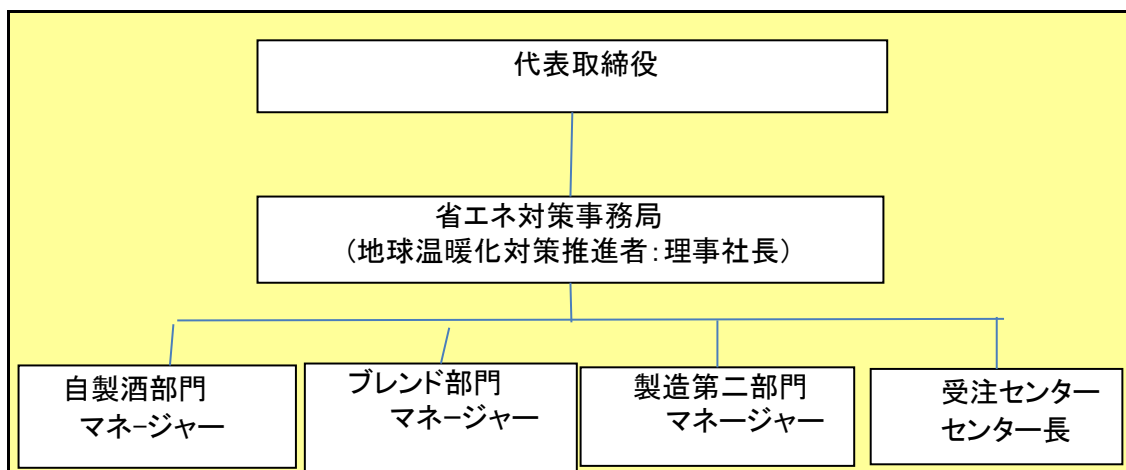 代表取締役
省エネ対策事務局
（地球温暖化対策推進者：理事社長）
自製酒部門
マネｰジャー
ブレンド部門
マネｰジャー
製造第二部門
マネージャー
受注センター
センター長